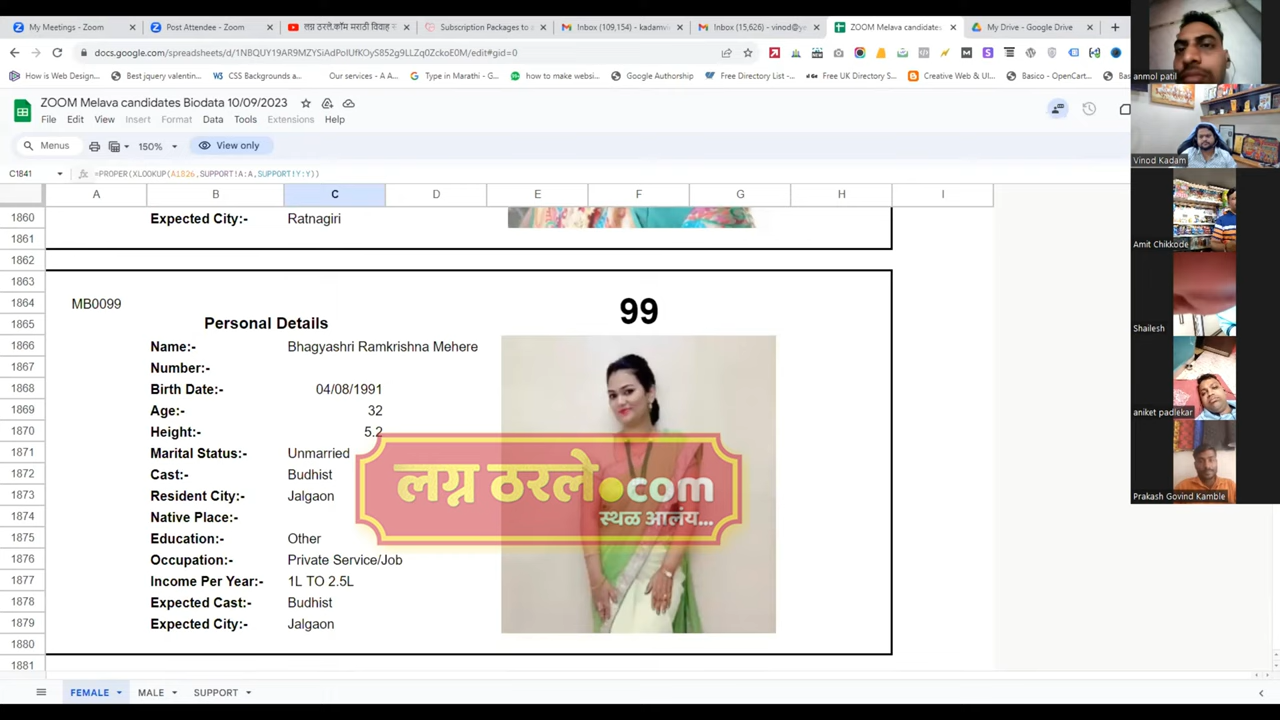 My Meetings - Zoom
Post Attendee - Zoom
लग्न ठरले.कॉम मराठी विवाह
Subscription Packages to
Inbox (109,154) - kadamvi
Inbox (15,626) - vinod@ye
ZOOM Melava candidates
My Drive - Google Drive
docs.google.com/spreadsheets/d/1NBQUY19AR9MZYSiAdPoIUfKOyS852g9LLZq0ZckoE0M/edit#gid=0
How is Web Design...
Best jquery valentin...
CSS Backgrounds a...
Our services - A A...
Type in Marathi - G...
how to make websi...
Google Authorship
Free Directory List -...
Free UK Directory S...
Creative Web & UI...
Basico - OpenCart...
Bas
ZOOM Melava candidates Biodata 10/09/2023
File Edit View Insert Format Data Tools Extensions Help
Menus
150%
View only
C1841
=PROPER(XLOOKUP(A1826,SUPPORT!A:A,SUPPORT!Y:Y))
A B C D E F G H I
1860 Expected City:- Ratnagiri
1861
1862
1863
1864 MB0099 99
1865 Personal Details
1866 Name:- Bhagyashri Ramkrishna Mehere
1867 Number:-
1868 Birth Date:- 04/08/1991
1869 Age:- 32
1870 Height:- 5.2
1871 Marital Status:- Unmarried
1872 Cast:- Budhist
1873 Resident City:- Jalgaon
1874 Native Place:-
1875 Education:- Other
1876 Occupation:- Private Service/Job
1877 Income Per Year:- 1L TO 2.5L
1878 Expected Cast:- Budhist
1879 Expected City:- Jalgaon
1880
1881
लग्न ठरले.com
स्थळ आलंय...
FEMALE
MALE
SUPPORT
anmol patil
Vinod Kadam
Amit Chikkode
Shailesh
aniket padlekar
Prakash Govind Kamble